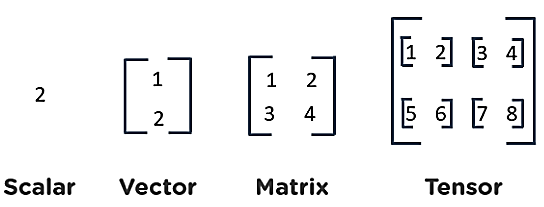 2
1
2
1 2
3 4
[1 2] [3 4]
[5 6] [7 8]
Scalar Vector Matrix Tensor